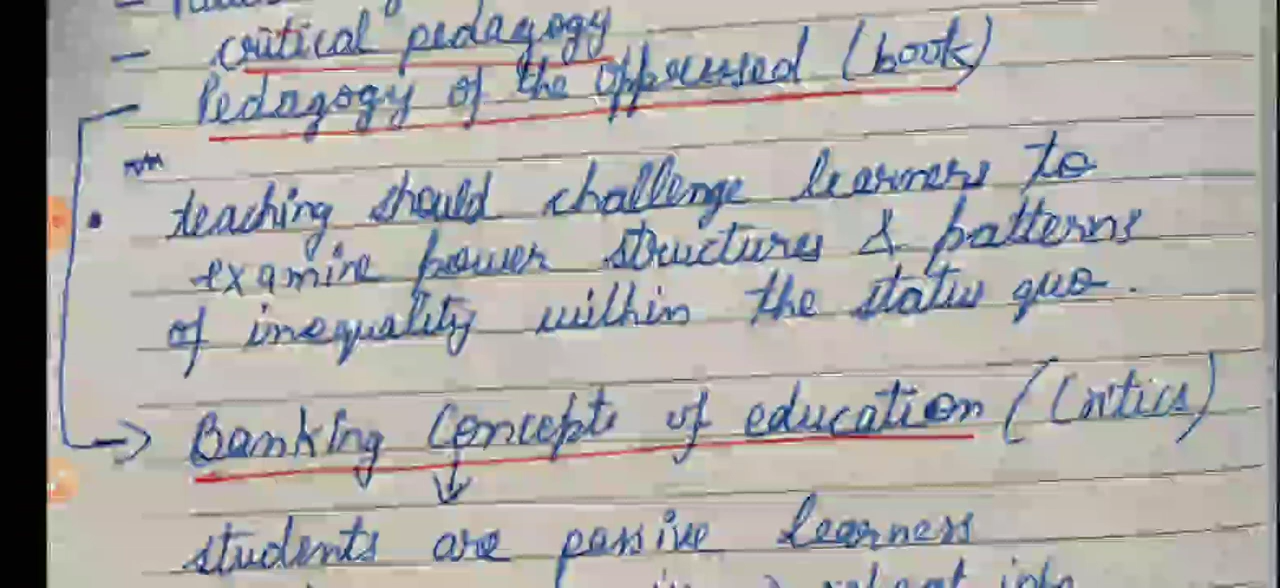 - critical pedagogy
- Pedagogy of the oppressed (book)
• teaching should challenge learners to
examine power structures & patterns
of inequality within the status quo.
→ Banking Concepts of education (Critics)
↓
students are passive learners